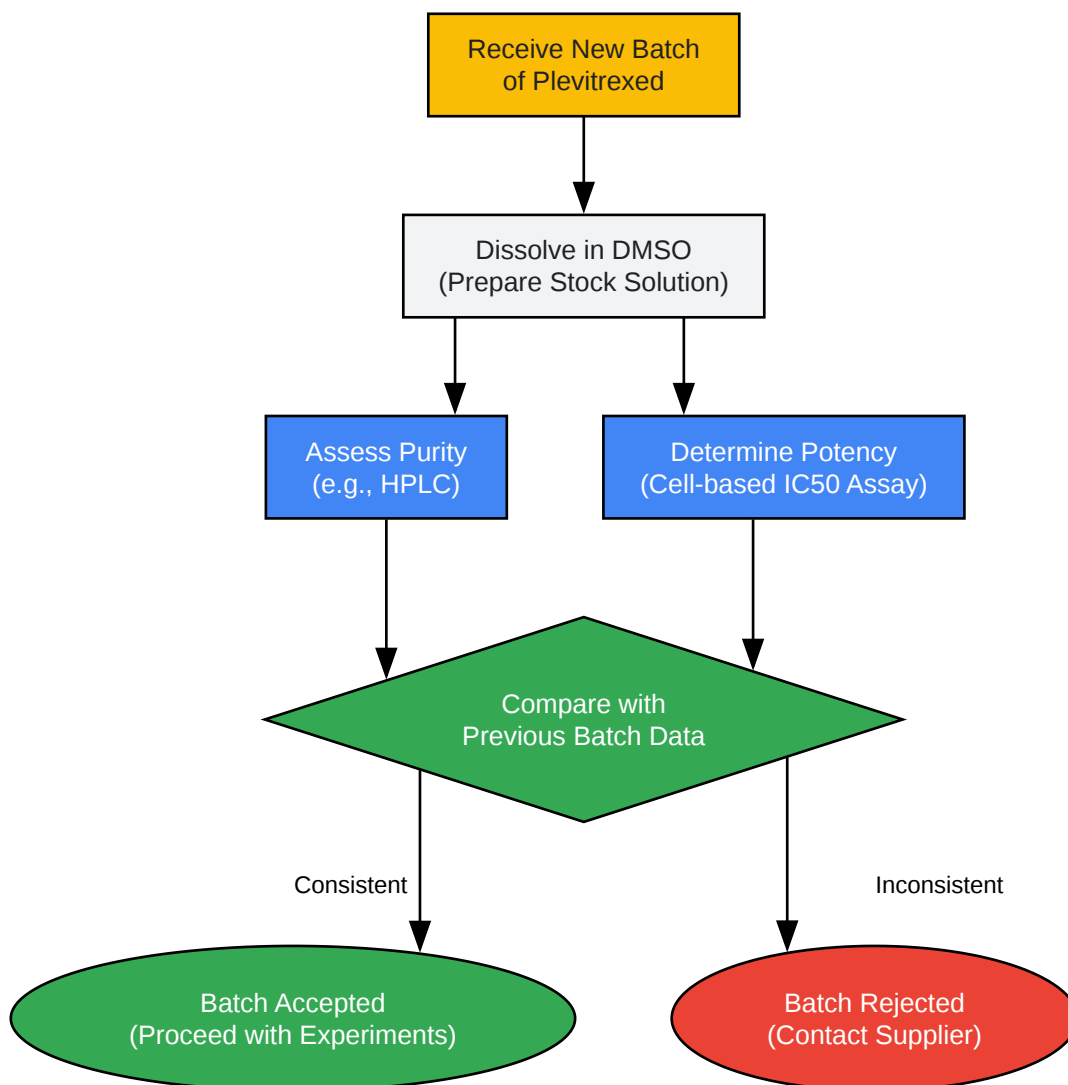 Receive New Batch
of Plevitrexed
Dissolve in DMSO
(Prepare Stock Solution)
Assess Purity
(e.g., HPLC)
Determine Potency
(Cell-based IC50 Assay)
Compare with
Previous Batch Data
Consistent
Inconsistent
Batch Accepted
(Proceed with Experiments)
Batch Rejected
(Contact Supplier)